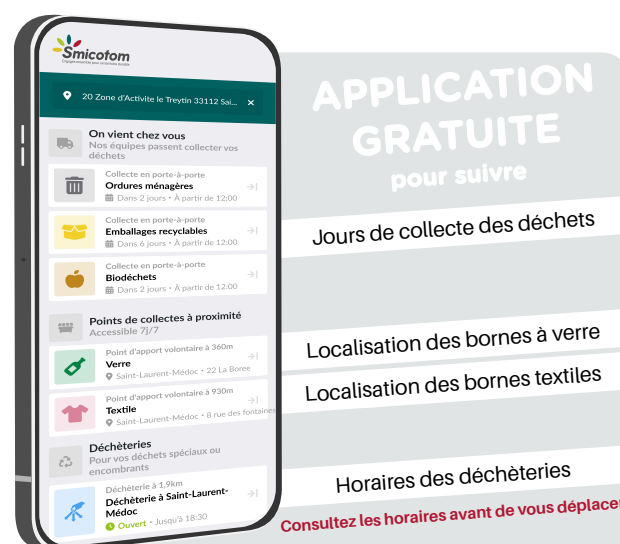 Smicotom
20 Zone d'Activite le Treytin 33112 Sai... ×
On vient chez vous
Nos équipes passent collecter vos
déchets
Collecte en porte-à-porte
Ordures ménagères
Dans 2 jours • À partir de 12:00
Collecte en porte-à-porte
Emballages recyclables
Dans 6 jours • À partir de 12:00
Collecte en porte-à-porte
Biodéchets
Dans 2 jours • À partir de 12:00
Points de collectes à proximité
Accessible 7j/7
Point d'apport volontaire à 360m
Verre
Saint-Laurent-Médoc • 22 La Boree
Point d'apport volontaire à 930m
Textile
Saint-Laurent-Médoc • 8 rue des fontaines
Déchèteries
Pour vos déchets spéciaux ou
encombrants
Déchèterie à 1,9km
Déchèterie à Saint-Laurent-
Médoc
Ouvert • Jusqu'à 18:30
APPLICATION
GRATUITE
pour suivre
Jours de collecte des déchets
Localisation des bornes à verre
Localisation des bornes textiles
Horaires des déchèteries
Consultez les horaires avant de vous déplacer